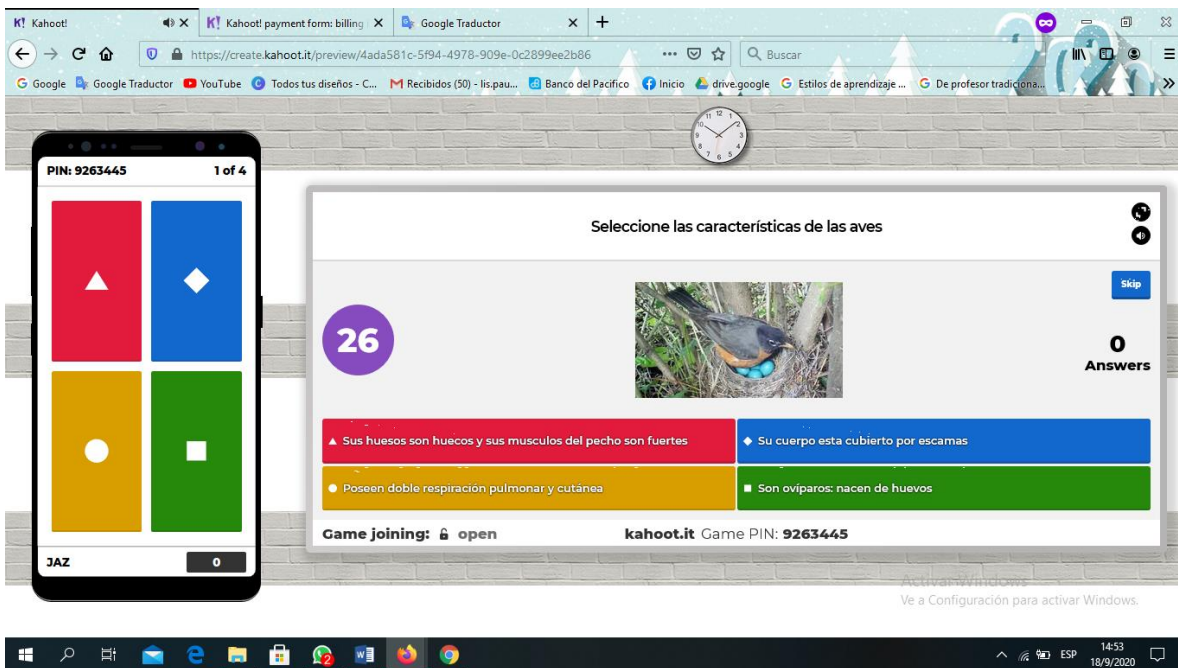 Kahoot!
Kahoot! payment form: billing
Google Traductor
https://create.kahoot.it/preview/4ada581c-5f94-4978-909e-0c2899ee2b86
Buscar
Google
Google Traductor
YouTube
Todos tus diseños - C...
Recibidos (50) - lis.pau...
Banco del Pacifico
Inicio
drive.google
Estilos de aprendizaje ...
De profesor tradiciona...
PIN: 9263445
1 of 4
Seleccione las características de las aves
Skip
26
0
Answers
Sus huesos son huecos y sus musculos del pecho son fuertes
Su cuerpo esta cubierto por escamas
Poseen doble respiración pulmonar y cutánea
Son ovíparos: nacen de huevos
Game joining: open
kahoot.it Game PIN: 9263445
JAZ
0
Activar Windows
Ve a Configuración para activar Windows.
ESP
14:53
18/9/2020